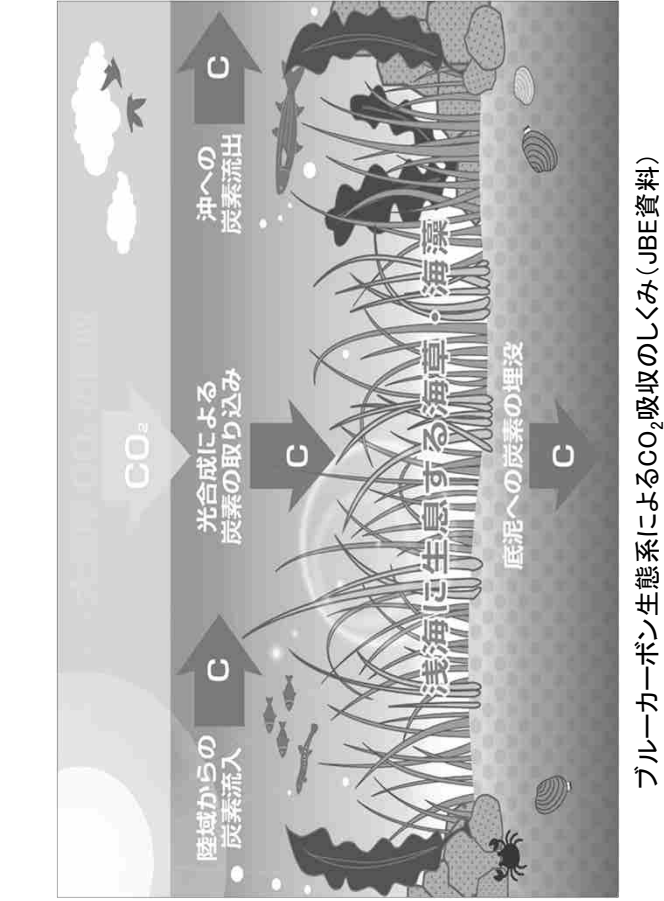 CO₂
陸域からの
炭素流入
C
光合成による
炭素の取り込み
C
沖への
炭素流出
C
浅海に生息する海草・海藻
底泥への炭素の埋没
C
ブルーカーボン生態系によるCO₂吸収のしくみ（JBE資料）